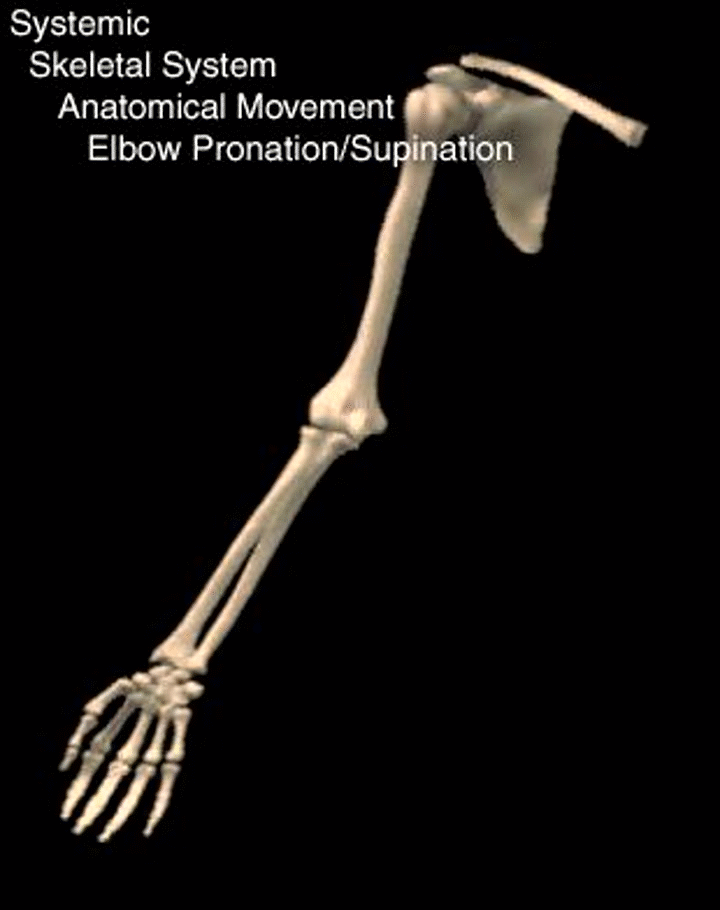 Systemic
Skeletal System
Anatomical Movement
Elbow Pronation/Supination